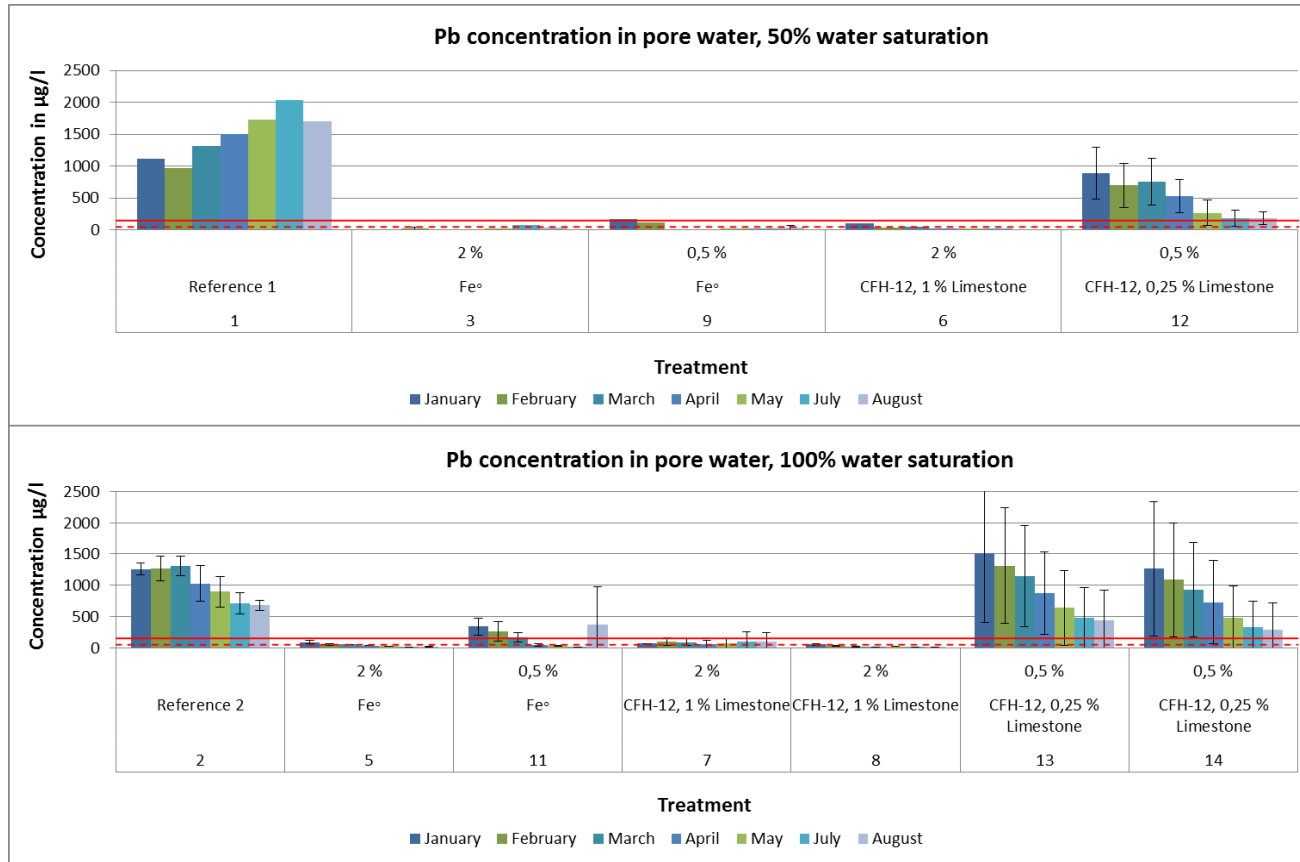 Pb concentration in pore water, 50% water saturation
Concentration in µg/l
2500
2000
1500
1000
500
0
2 % 0,5 % 2 % 0,5 %
Reference 1 Fe° Fe° CFH-12, 1 % Limestone CFH-12, 0,25 % Limestone
1 3 9 6 12
Treatment
January February March April May July August
Pb concentration in pore water, 100% water saturation
Concentration µg/l
2500
2000
1500
1000
500
0
2 % 0,5 % 2 % 2 % 0,5 % 0,5 %
Reference 2 Fe° Fe° CFH-12, 1 % Limestone CFH-12, 1 % Limestone CFH-12, 0,25 % CFH-12, 0,25 %
Limestone Limestone
2 5 11 7 8 13 14
Treatment
January February March April May July August